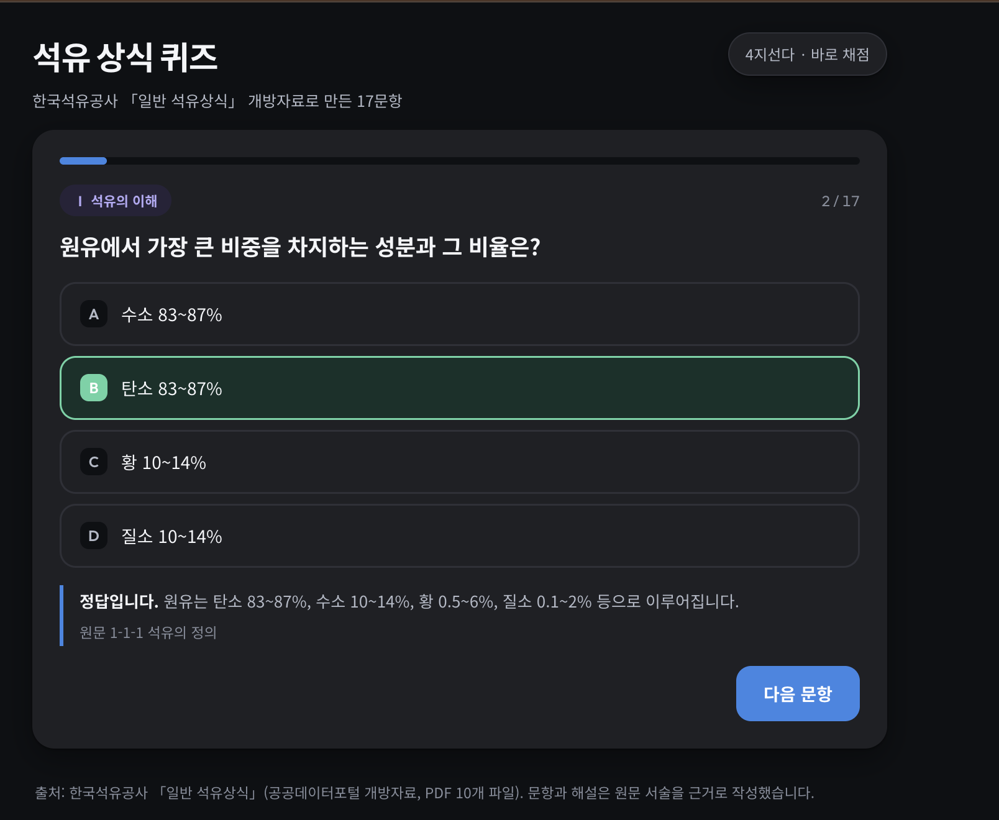 석유 상식 퀴즈
4지선다 · 바로 채점
한국석유공사 「일반 석유상식」 개방자료로 만든 17문항
Ⅰ 석유의 이해
2 / 17
원유에서 가장 큰 비중을 차지하는 성분과 그 비율은?
A 수소 83~87%
B 탄소 83~87%
C 황 10~14%
D 질소 10~14%
정답입니다. 원유는 탄소 83~87%, 수소 10~14%, 황 0.5~6%, 질소 0.1~2% 등으로 이루어집니다.
원문 1-1-1 석유의 정의
다음 문항
출처: 한국석유공사 「일반 석유상식」(공공데이터포털 개방자료, PDF 10개 파일). 문항과 해설은 원문 서술을 근거로 작성했습니다.